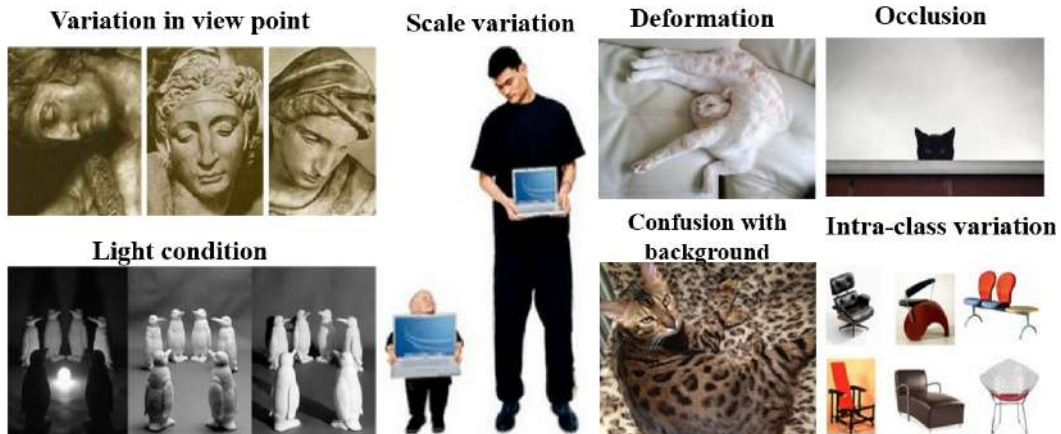 Variation in view point
Scale variation
Deformation
Occlusion
Light condition
Confusion with
background
Intra-class variation